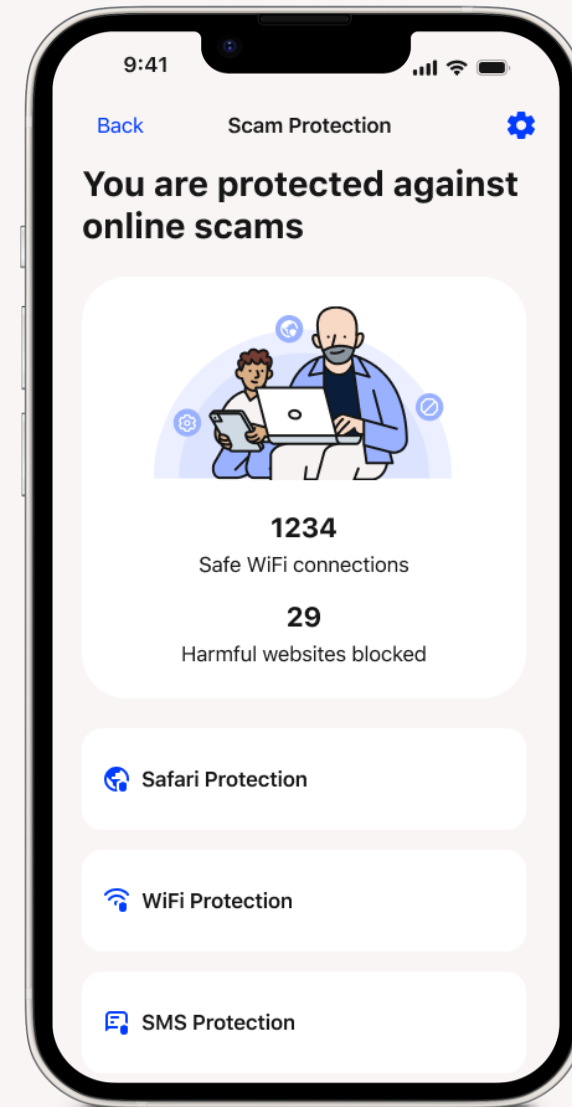 9:41
Back
Scam Protection
You are protected against
online scams
1234
Safe WiFi connections
29
Harmful websites blocked
Safari Protection
WiFi Protection
SMS Protection